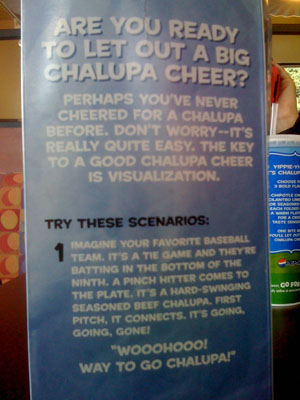 ARE YOU READY
TO LET OUT A BIG
CHALUPA CHEER?
PERHAPS YOU'VE NEVER
CHEERED FOR A CHALUPA
BEFORE. DON'T WORRY--IT'S
REALLY QUITE EASY. THE KEY
TO A GOOD CHALUPA CHEER
IS VISUALIZATION.
TRY THESE SCENARIOS:
1 IMAGINE YOUR FAVORITE BASEBALL
TEAM. IT'S A TIE GAME AND THEY'RE
BATTING IN THE BOTTOM OF THE
NINTH. A PINCH HITTER COMES TO
THE PLATE. IT'S A HARD-SWINGING
SEASONED BEEF CHALUPA. FIRST
PITCH, IT CONNECTS. IT'S GOING,
GOING, GONE!
"WOOOHOOO!
WAY TO GO CHALUPA!"
YIPPIE-YI
'S CHALUP
CHOOSE
3 BOLD FL